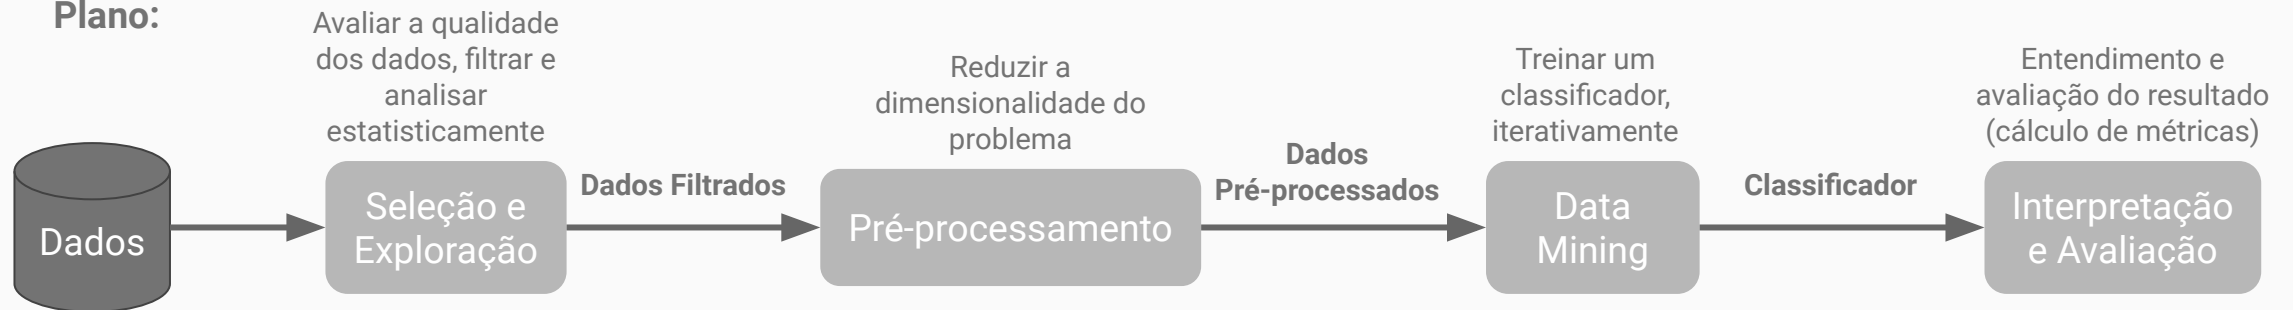 Plano:
Avaliar a qualidade
dos dados, filtrar e
analisar
estatisticamente
Reduzir a
dimensionalidade do
problema
Treinar um
classificador,
iterativamente
Entendimento e
avaliação do resultado
(cálculo de métricas)
Dados
Seleção e
Exploração
Dados Filtrados
Pré-processamento
Dados
Pré-processados
Data
Mining
Classificador
Interpretação
e Avaliação